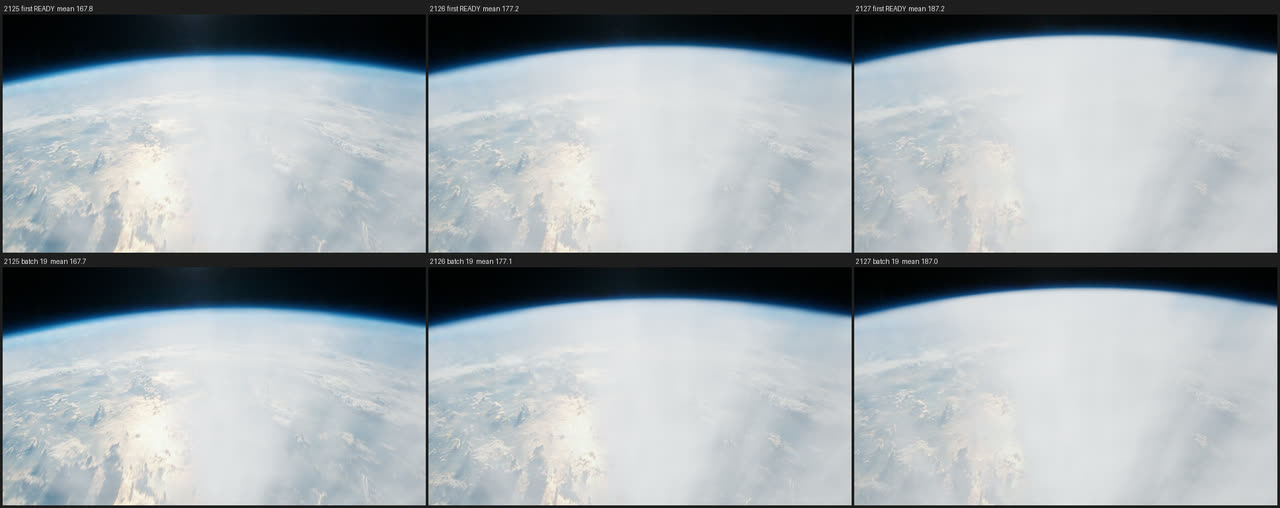 2125 first READY mean 167.8
2126 first READY mean 177.2
2127 first READY mean 187.2
2125 batch 19 mean 167.7
2126 batch 19 mean 177.1
2127 batch 19 mean 187.0